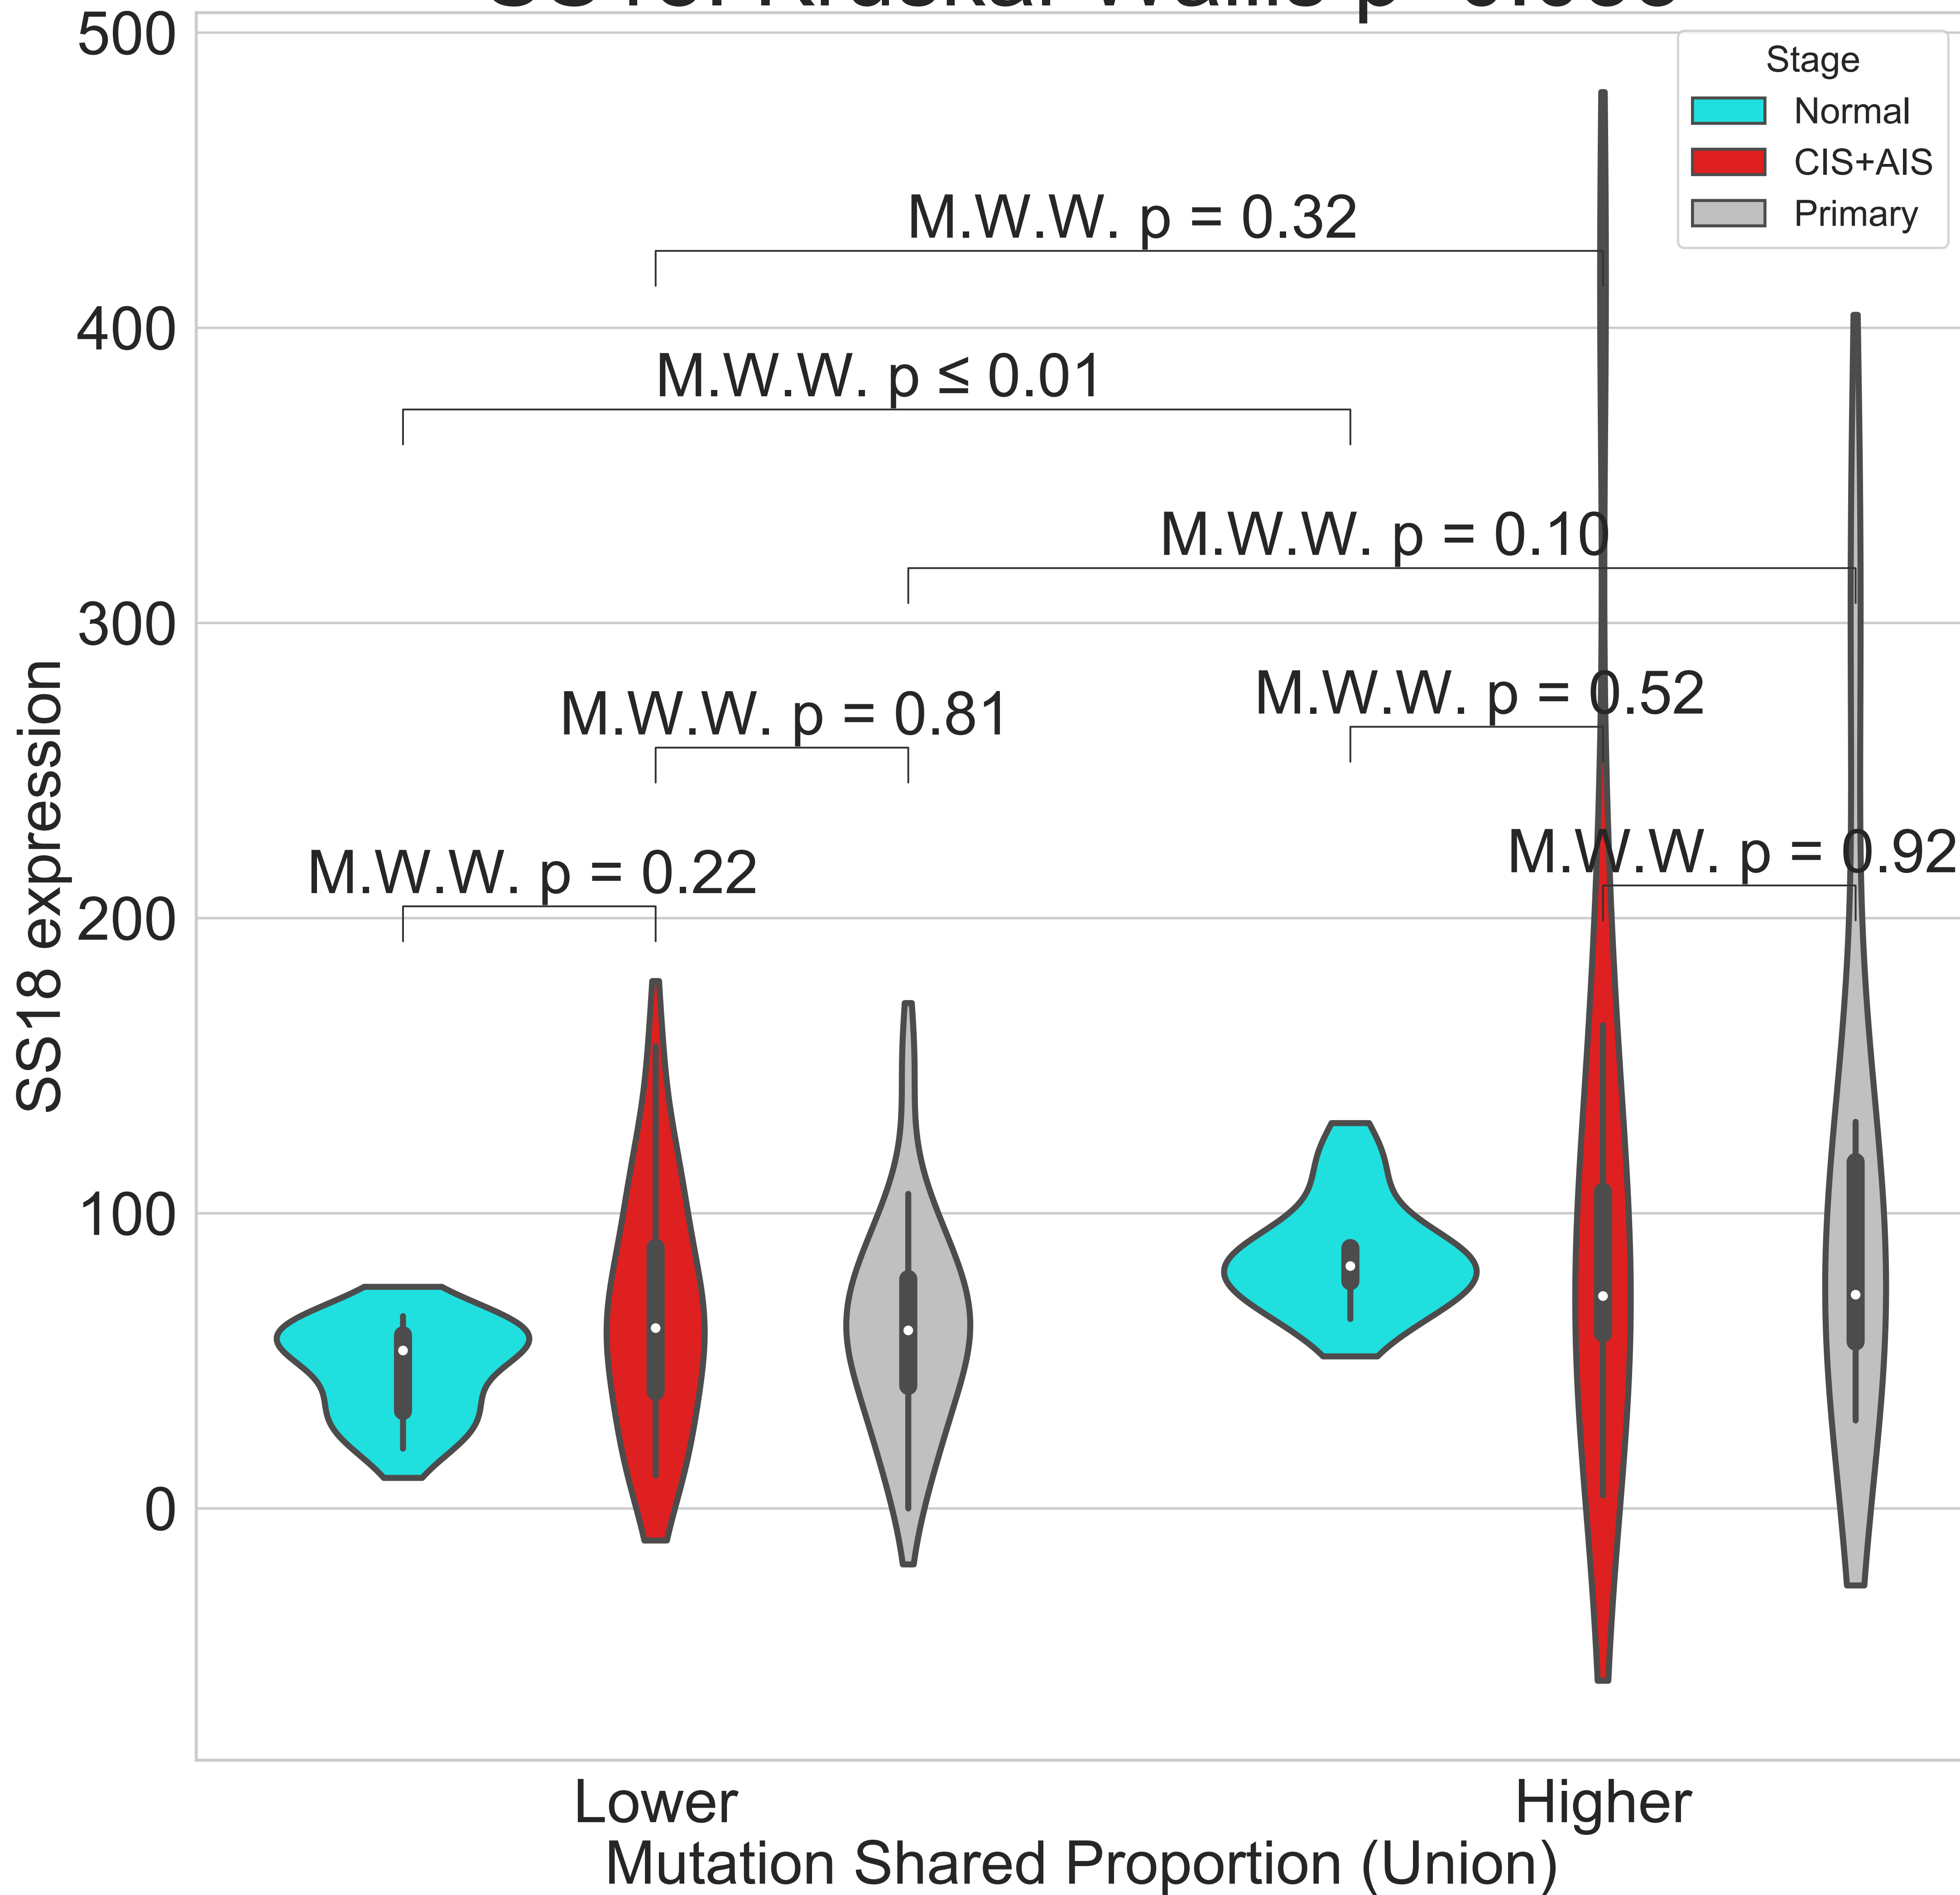 500
Stage
Normal
CIS+AIS
Primary
M.W.W. p = 0.32
400
M.W.W. p ≤ 0.01
M.W.W. p = 0.10
300
M.W.W. p = 0.81
M.W.W. p = 0.52
SS18 expression
M.W.W. p = 0.22
M.W.W. p = 0.92
200
100
0
Lower
Higher
Mutation Shared Proportion (Union)